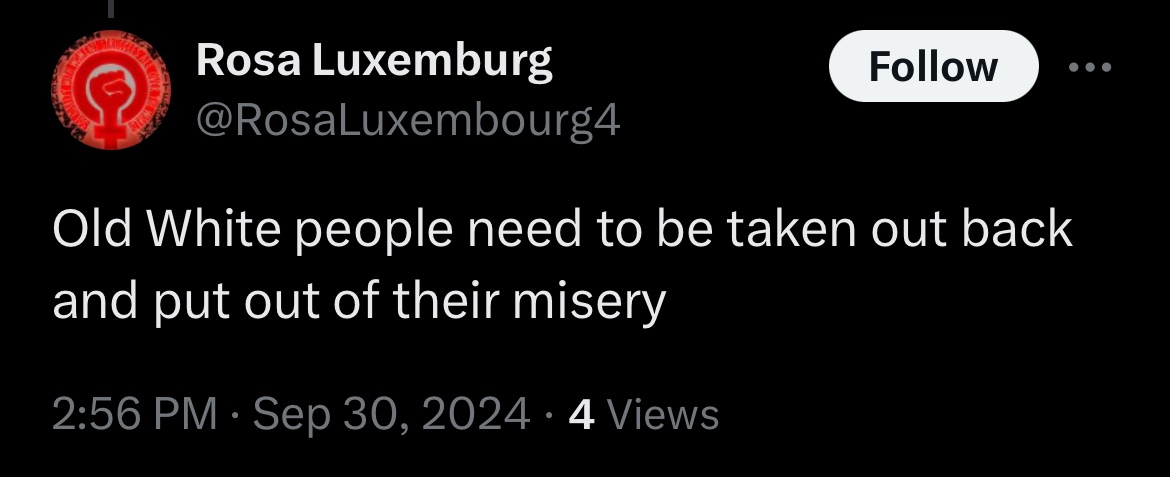 Rosa Luxemburg
@RosaLuxembourg4
Follow
Old White people need to be taken out back
and put out of their misery
2:56 PM · Sep 30, 2024 · 4 Views